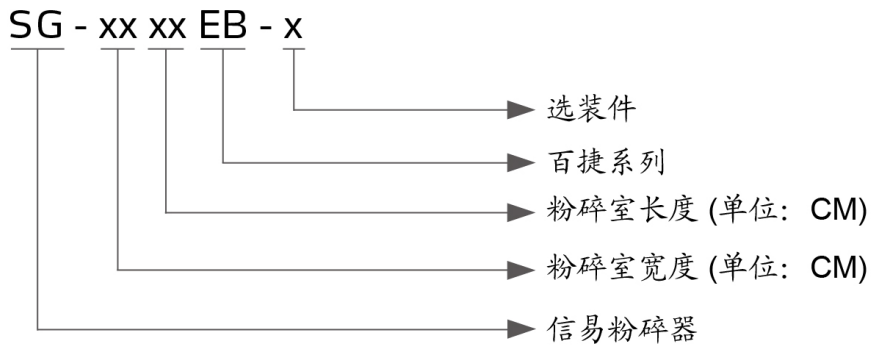 SG - xx xx EB - x
选装件
百捷系列
粉碎室长度 (单位：CM)
粉碎室宽度 (单位：CM)
信易粉碎器